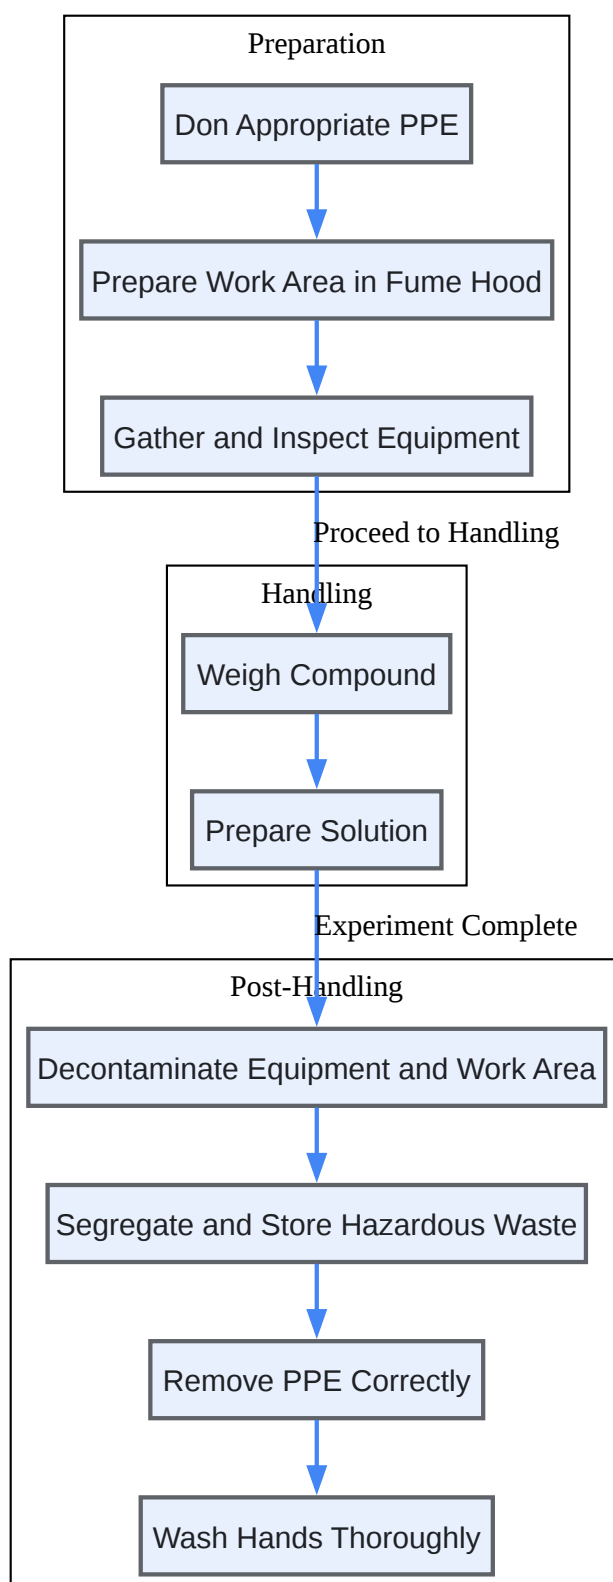 Preparation
Don Appropriate PPE
Prepare Work Area in Fume Hood
Gather and Inspect Equipment
Proceed to Handling
Handling
Weigh Compound
Prepare Solution
Experiment Complete
Post-Handling
Decontaminate Equipment and Work Area
Segregate and Store Hazardous Waste
Remove PPE Correctly
Wash Hands Thoroughly